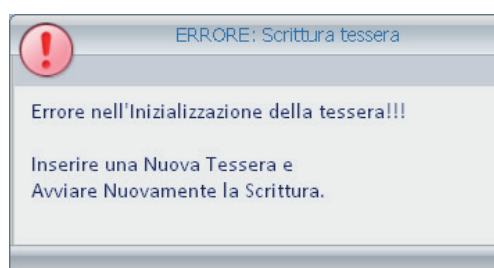 ERRORE: Scrittura tessera
Errore nell'Inizializzazione della tessera!!!
Inserire una Nuova Tessera e
Avviare Nuovamente la Scrittura.